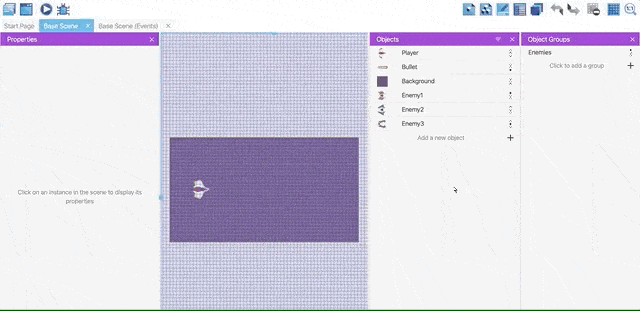 Start Page
Base Scene
Base Scene (Events)
Properties
Objects
Object Groups
Player
Bullet
Background
Enemy1
Enemy2
Enemy3
Add a new object
Enemies
Click to add a group
Click on an instance in the scene to display its
properties